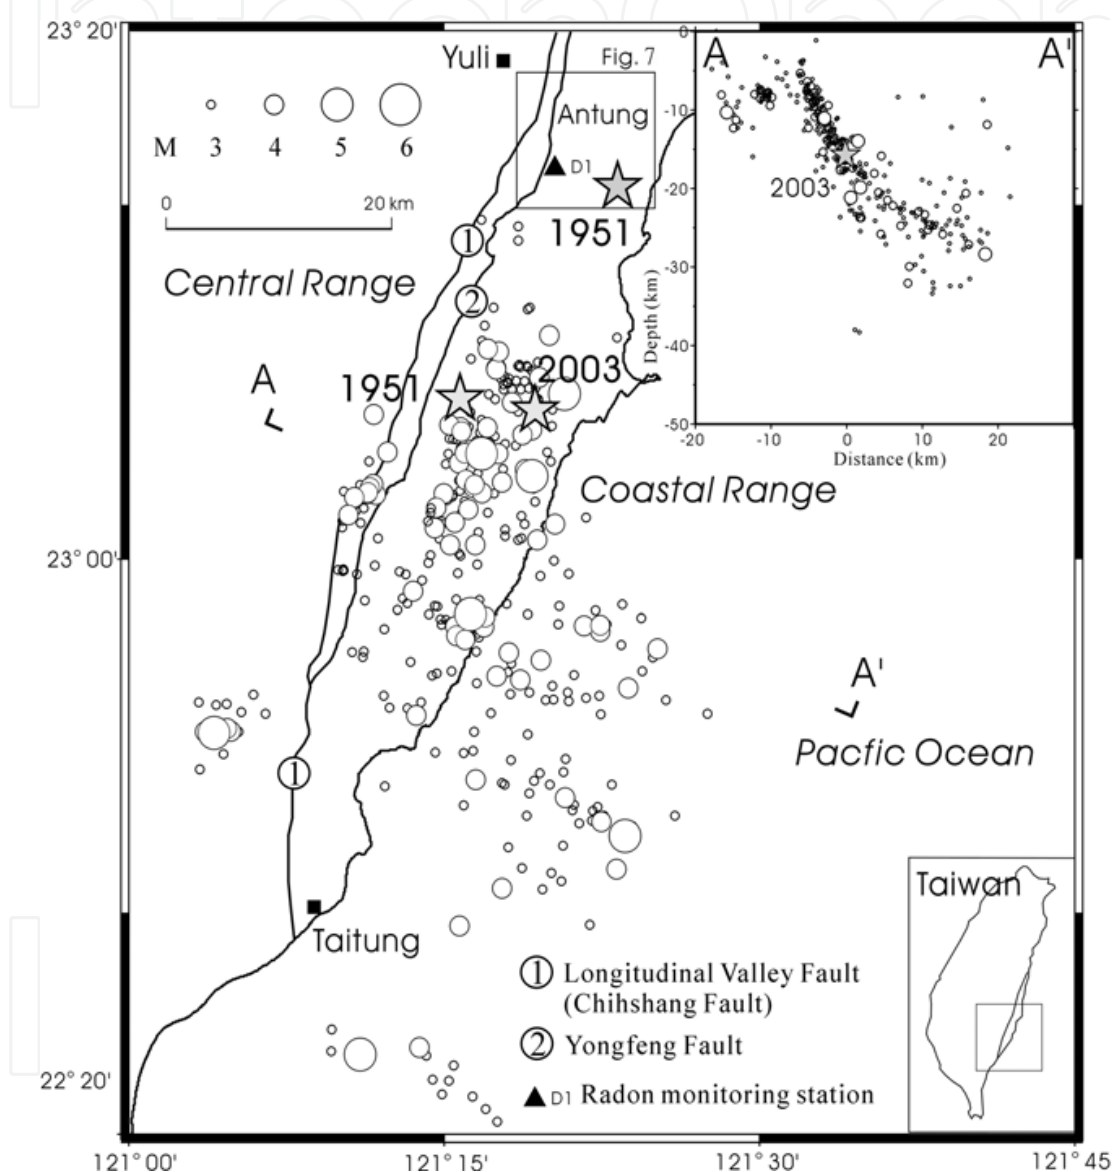 23° 20'
Yuli
Fig. 7
Antung
D1
M 3 4 5 6
0 20 km
1951
1
Central Range
2
A
1951
2003
Coastal Range
23° 00'
A'
Pacfic Ocean
1
Taitung
1 Longitudinal Valley Fault
(Chihshang Fault)
2 Yongfeng Fault
D1 Radon monitoring station
22° 20'
121° 00' 121° 15' 121° 30' 121° 45'
A A'
0
-10
-20
-30
-40
-50
Depth (km)
2003
-20 -10 0 10 20
Distance (km)
Taiwan